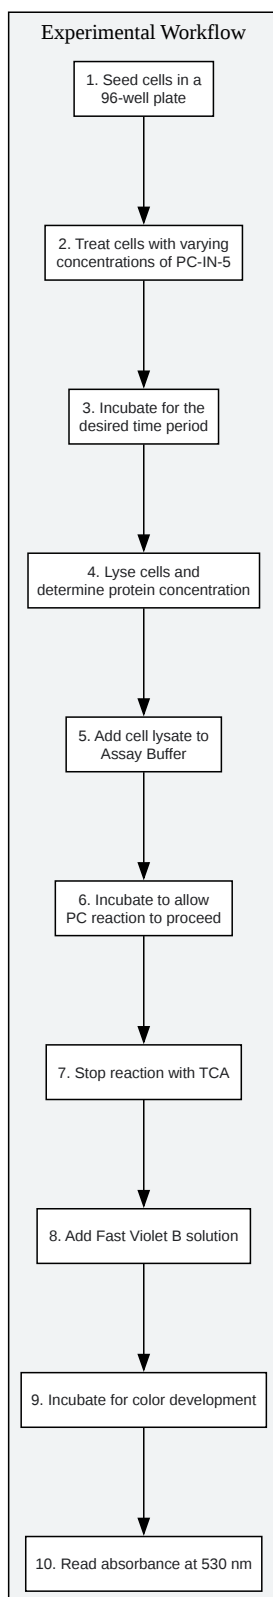 Experimental Workflow
1. Seed cells in a
96-well plate
2. Treat cells with varying
concentrations of PC-IN-5
3. Incubate for the
desired time period
4. Lyse cells and
determine protein concentration
5. Add cell lysate to
Assay Buffer
6. Incubate to allow
PC reaction to proceed
7. Stop reaction with TCA
8. Add Fast Violet B solution
9. Incubate for color development
10. Read absorbance at 530 nm